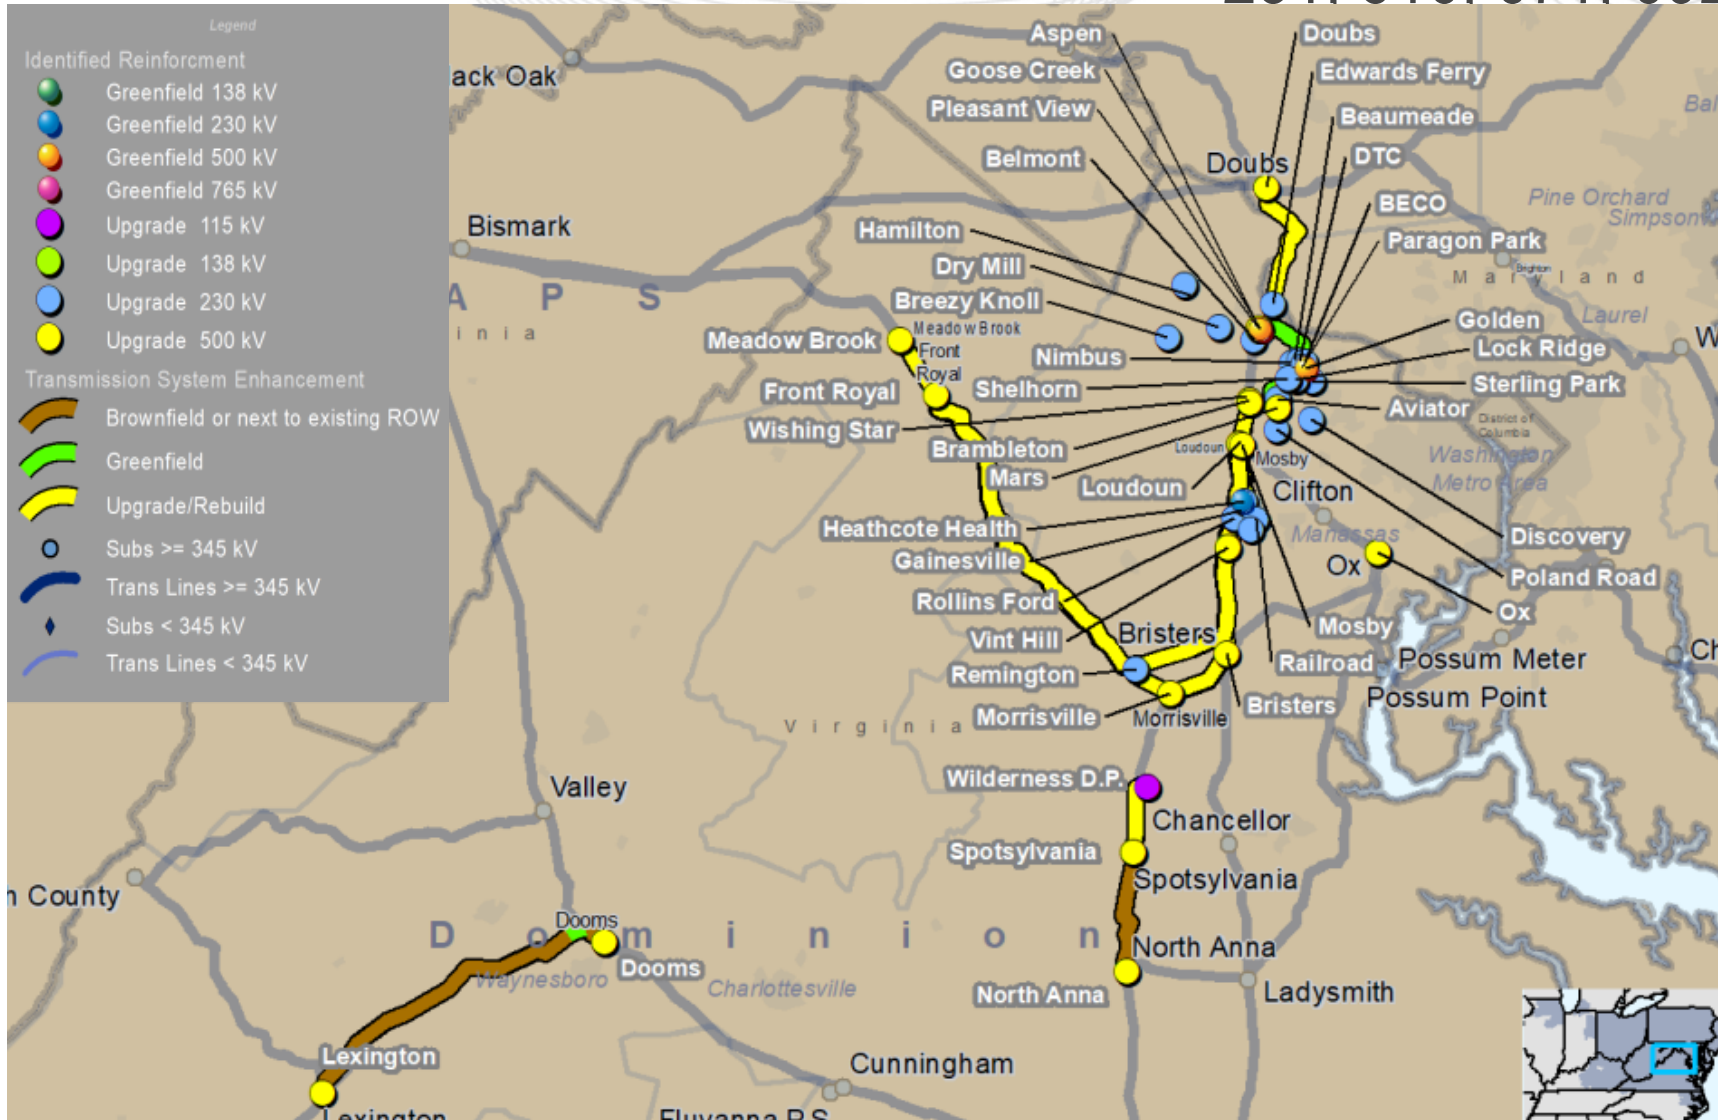 Legend
Identified Reinforcment
Greenfield 138 kV
Greenfield 230 kV
Greenfield 500 kV
Greenfield 765 kV
Upgrade 115 kV
Upgrade 138 kV
Upgrade 230 kV
Upgrade 500 kV
Transmission System Enhancement
Brownfield or next to existing ROW
Greenfield
Upgrade/Rebuild
Subs >= 345 kV
Trans Lines >= 345 kV
Subs < 345 kV
Trans Lines < 345 kV
Aspen
Doubs
Goose Creek
Edwards Ferry
Pleasant View
Beaumeade
Belmont
DTC
Doubs
BECO
Pine Orchard
Bismark
Hamilton
Paragon Park
Dry Mill
Brighton
Maryland
APS
Breezy Knoll
Laurel
Meadow Brook
Meadow Brook
Golden
Front
Royal
Nimbus
Lock Ridge
Front Royal
Shelhorn
Sterling Park
Wishing Star
Aviator
District of
Columbia
Brambleton
Loudoun
Mosby
Washington
Metro Area
Mars
Loudoun
Clifton
Heathcote Health
Manassas
Discovery
Gainesville
Ox
Poland Road
Rollins Ford
Ox
Vint Hill
Bristers
Mosby
Remington
Railroad
Possum Meter
Possum Point
Morrisville
Morrisville
Bristers
Virginia
Wilderness D.P.
Valley
Chancellor
Spotsylvania
Spotsylvania
Dooms
Dominion
North Anna
Dooms
Waynesboro
Charlottesville
North Anna
Ladysmith
Lexington
Cunningham
Lexington
Fluvanna P.S.